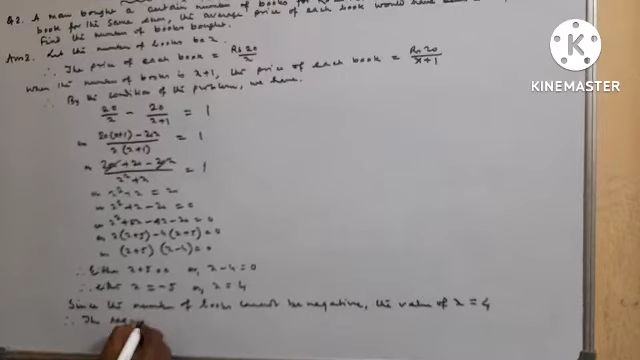 Q2. A man bought a certain number of books for Rs
book for the same sum, the average price of each book would have been
Find the number of books bought.
Ans2. Let the number of books be x.
∴ The price of each book = Rs 20/x
When the number of books is x+1, the price of each book = Rs 20/x+1
∴ By the condition of the problem, we have.
20/x - 20/x+1 = 1
20(x+1) - 20x/x(x+1) = 1
20x + 20 - 20x/x²+x = 1
x²+x = 20
x²+x-20 = 0
x²+5x-4x-20 = 0
x(x+5)-4(x+5) = 0
(x+5)(x-4) = 0
∴ Either x+5 = 0 or, x-4 = 0
∴ either x = -5 or, x = 4
Since the number of books cannot be negative, the value of x = 4
∴ The
KINEMASTER